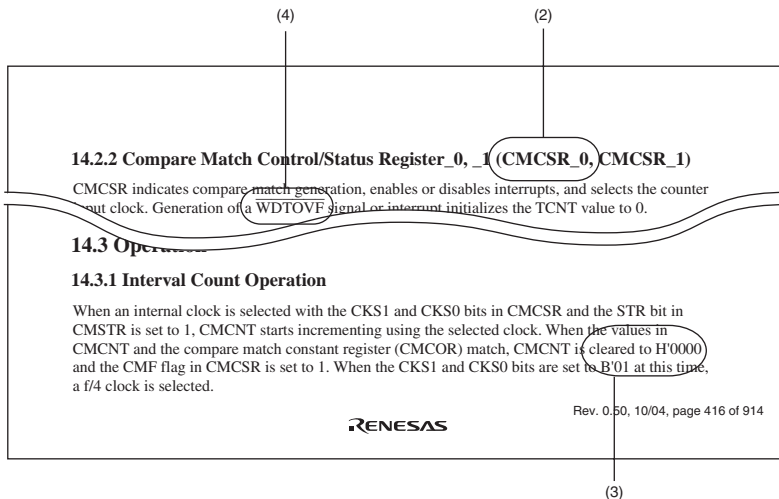 (4)
(2)
14.2.2 Compare Match Control/Status Register_0, _1 (CMCSR_0, CMCSR_1)
CMCSR indicates compare match generation, enables or disables interrupts, and selects the counter
input clock. Generation of a WDTOVF signal or interrupt initializes the TCNT value to 0.
14.3 Operation
14.3.1 Interval Count Operation
When an internal clock is selected with the CKS1 and CKS0 bits in CMCSR and the STR bit in
CMSTR is set to 1, CMCNT starts incrementing using the selected clock. When the values in
CMCNT and the compare match constant register (CMCOR) match, CMCNT is cleared to H'0000
and the CMF flag in CMCSR is set to 1. When the CKS1 and CKS0 bits are set to B'01 at this time,
a f/4 clock is selected.
Rev. 0.50, 10/04, page 416 of 914
RENESAS
(3)